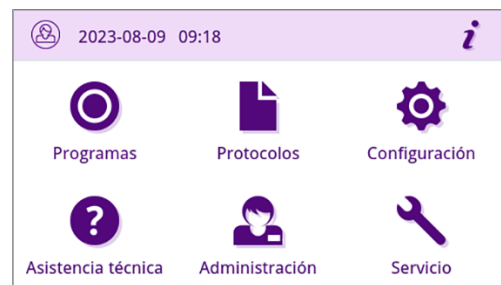 2023-08-09 09:18 i
Programas Protocolos Configuración
?
Asistencia técnica Administración Servicio